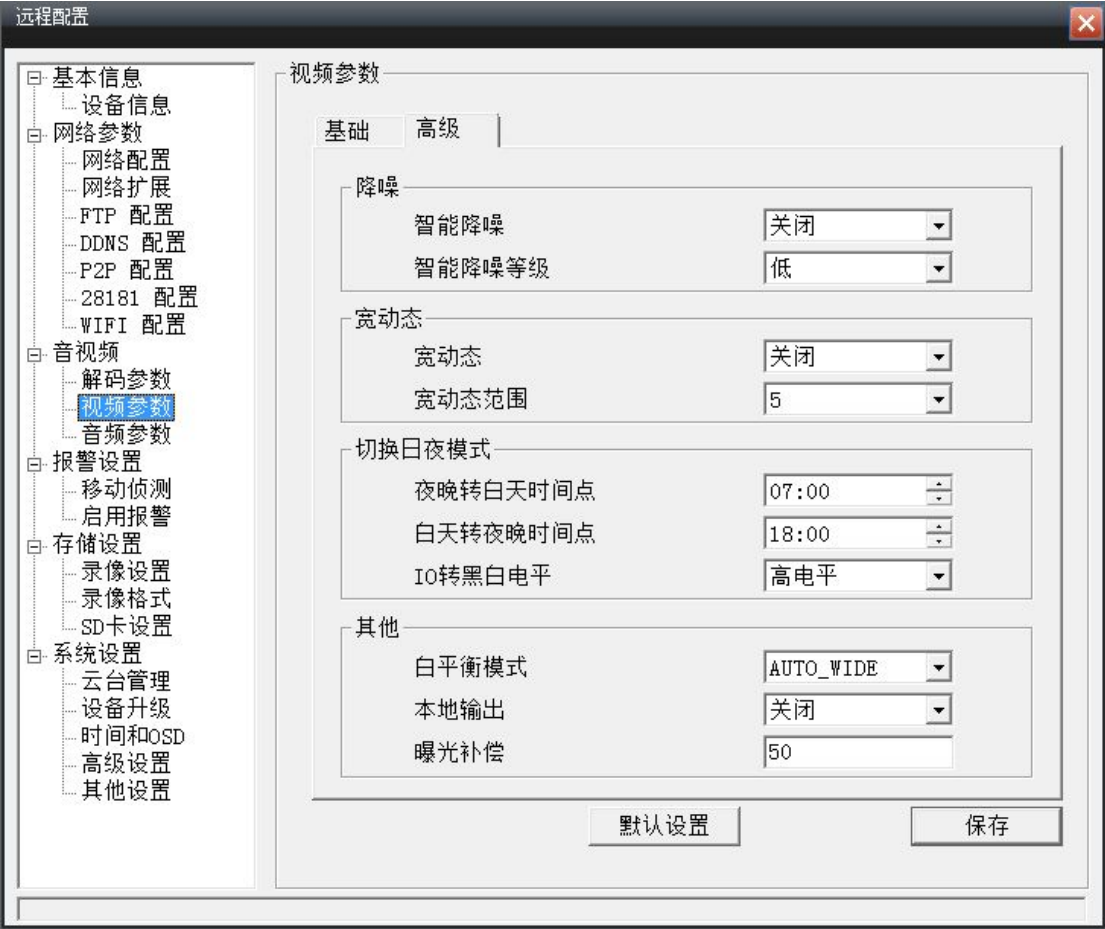 远程配置
基本信息
设备信息
网络参数
网络配置
网络扩展
FTP 配置
DDNS 配置
P2P 配置
28181 配置
WIFI 配置
音视频
解码参数
视频参数
音频参数
报警设置
移动侦测
启用报警
存储设置
录像设置
录像格式
SD卡设置
系统设置
云台管理
设备升级
时间和OSD
高级设置
其他设置
视频参数
基础 高级
降噪
智能降噪 关闭
智能降噪等级 低
宽动态
宽动态 关闭
宽动态范围 5
切换日夜模式
夜晚转白天时间点 07:00
白天转夜晚时间点 18:00
IO转黑白电平 高电平
其他
白平衡模式 AUTO_WIDE
本地输出 关闭
曝光补偿 50
默认设置 保存